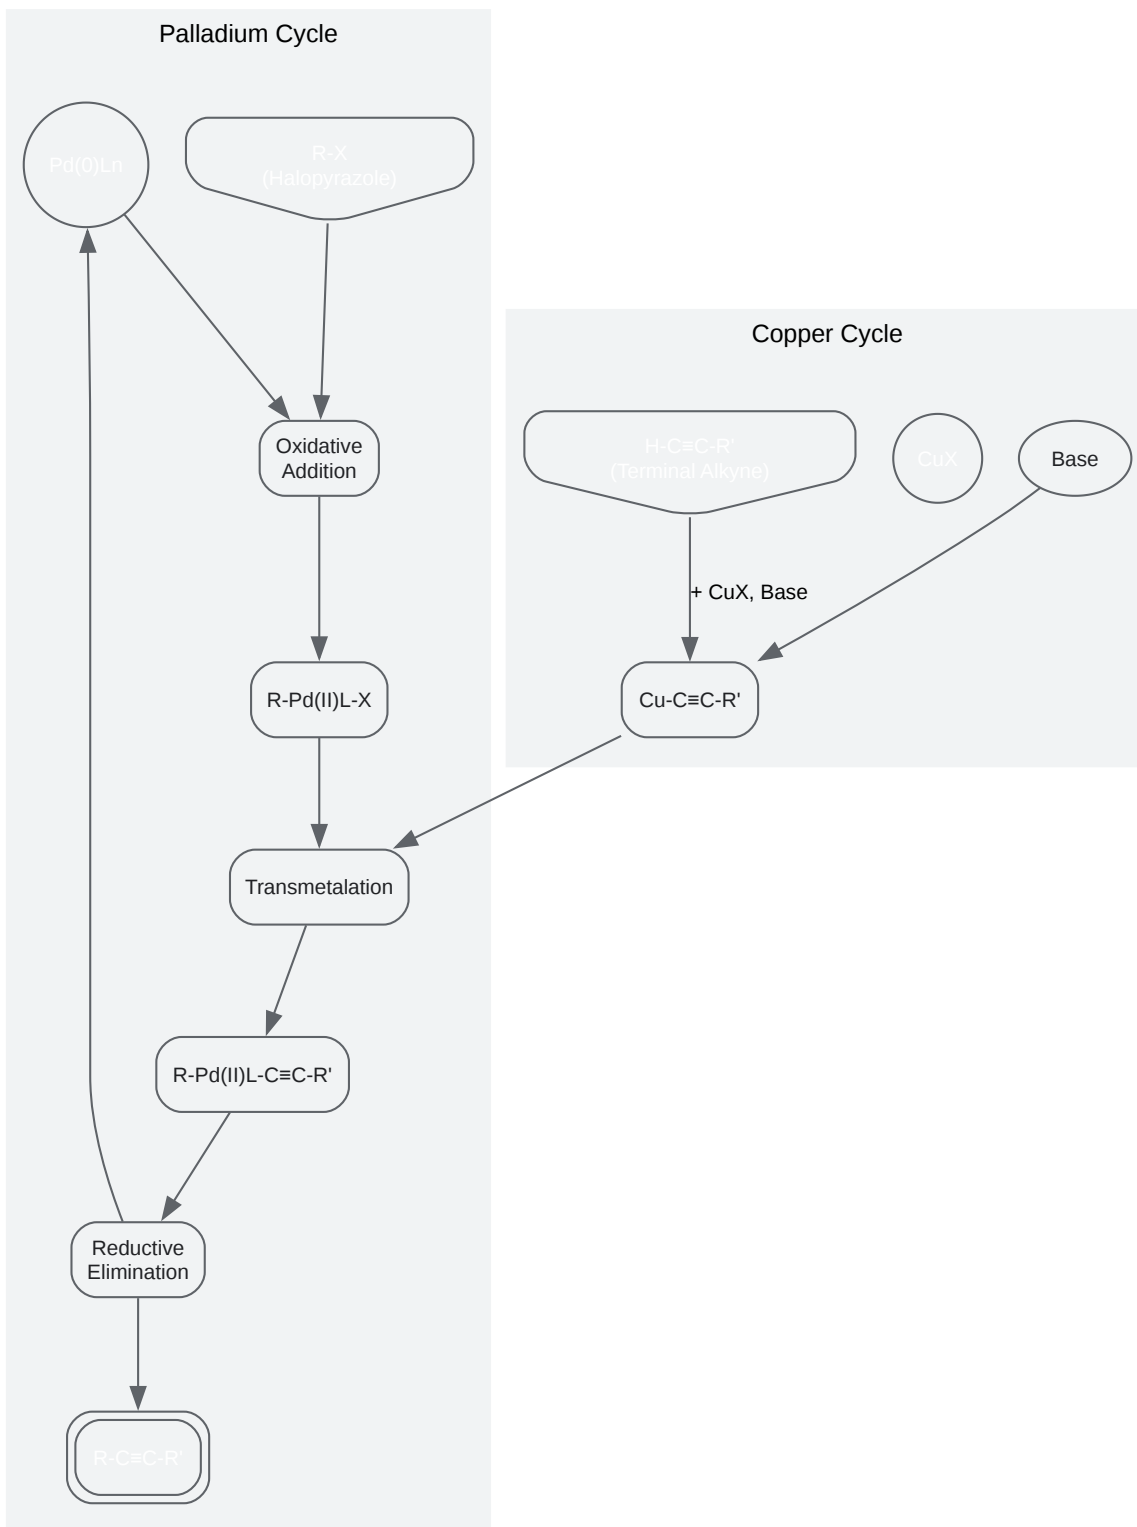 Palladium Cycle
Pd(0)Ln
R-X
(Halopyrazole)
Copper Cycle
Oxidative
Addition
H-C≡C-R'
(Terminal Alkyne)
CuX
Base
+ CuX, Base
R-Pd(II)L-X
Cu-C≡C-R'
Transmetalation
R-Pd(II)L-C≡C-R'
Reductive
Elimination
R-C≡C-R'